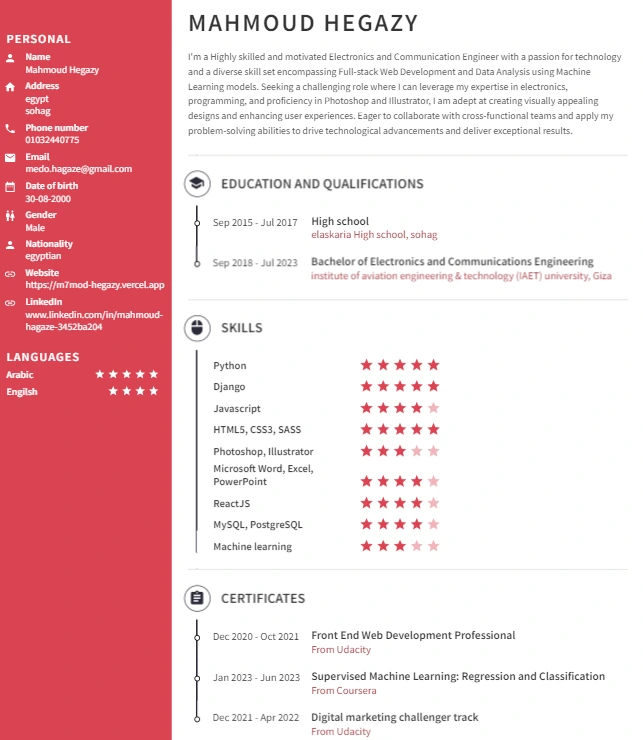 PERSONAL
Name
Mahmoud Hegazy
Address
egypt
sohag
Phone number
01032440775
Email
medo.hagaze@gmail.com
Date of birth
30-08-2000
Gender
Male
Nationality
egyptian
Website
https://m7mod-hegazy.vercel.app
LinkedIn
www.linkedin.com/in/mahmoud-
hagaze-3452ba204
LANGUAGES
Arabic
Engilsh
MAHMOUD HEGAZY
I'm a Highly skilled and motivated Electronics and Communication Engineer with a passion for technology
and a diverse skill set encompassing Full-stack Web Development and Data Analysis using Machine
Learning models. Seeking a challenging role where I can leverage my expertise in electronics,
programming, and proficiency in Photoshop and Illustrator, I am adept at creating visually appealing
designs and enhancing user experiences. Eager to collaborate with cross-functional teams and apply my
problem-solving abilities to drive technological advancements and deliver exceptional results.
EDUCATION AND QUALIFICATIONS
Sep 2015 - Jul 2017 High school
elaskaria High school, sohag
Sep 2018 - Jul 2023 Bachelor of Electronics and Communications Engineering
institute of aviation engineering & technology (IAET) university, Giza
SKILLS
Python
Django
Javascript
HTML5, CSS3, SASS
Photoshop, Illustrator
Microsoft Word, Excel,
PowerPoint
ReactJS
MySQL, PostgreSQL
Machine learning
CERTIFICATES
Dec 2020 - Oct 2021 Front End Web Development Professional
From Udacity
Jan 2023 - Jun 2023 Supervised Machine Learning: Regression and Classification
From Coursera
Dec 2021 - Apr 2022 Digital marketing challenger track
From Udacity